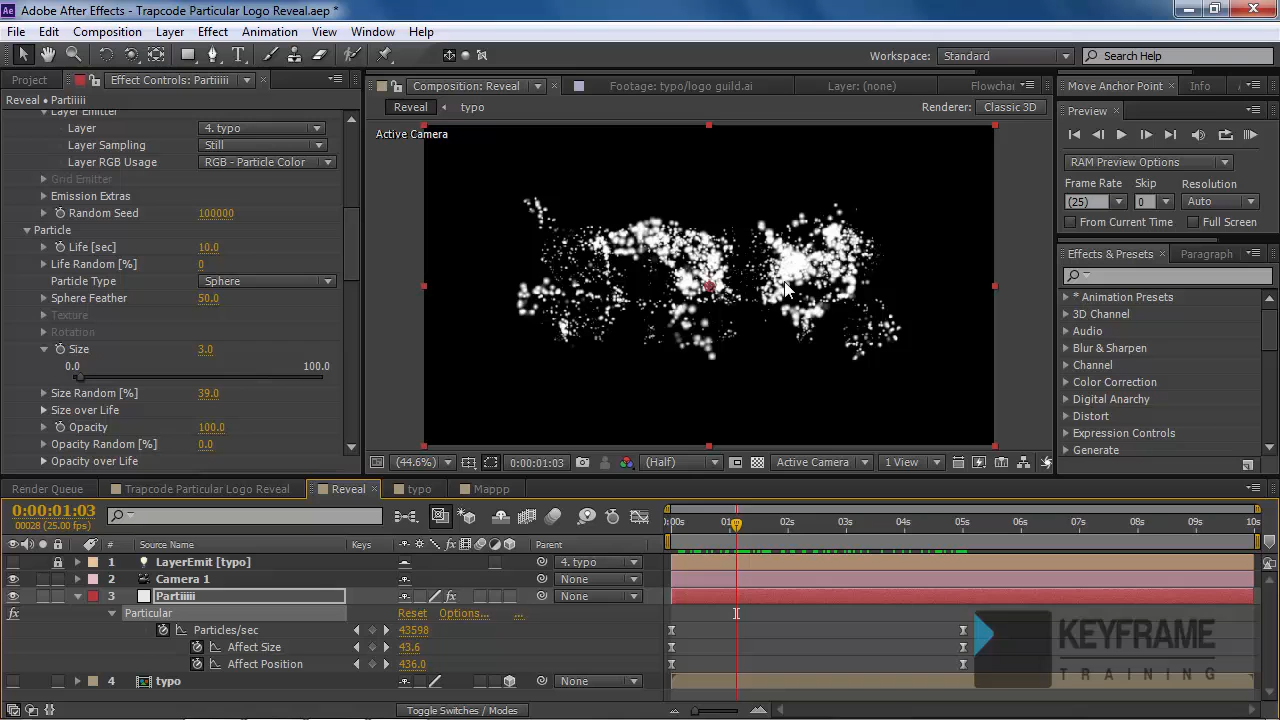 Adobe After Effects - Trapcode Particular Logo Reveal.aep *
File Edit Composition Layer Effect Animation View Window Help
Workspace: Standard Search Help
Project Effect Controls: Partiiiii Composition: Reveal Footage: typo/logo guild.ai Layer: (none) Flowchar Move Anchor Point Info
Reveal • Partiiiii
Reveal typo Renderer: Classic 3D
Active Camera
Layer Emitter
Layer 4. typo
Layer Sampling Still
Layer RGB Usage RGB - Particle Color
Grid Emitter
Emission Extras
Random Seed 100000
Particle
Life [sec] 10.0
Life Random [%] 0
Particle Type Sphere
Sphere Feather 50.0
Texture
Rotation
Size 3.0
0.0 100.0
Size Random [%] 39.0
Size over Life
Opacity 100.0
Opacity Random [%] 0.0
Opacity over Life
(44.6%) 0:00:01:03 (Half) Active Camera 1 View
Preview
RAM Preview Options
Frame Rate Skip Resolution
(25) 0 Auto
From Current Time Full Screen
Effects & Presets Paragraph
* Animation Presets
3D Channel
Audio
Blur & Sharpen
Channel
Color Correction
Digital Anarchy
Distort
Expression Controls
Generate
Render Queue Trapcode Particular Logo Reveal Reveal typo Mappp
0:00:01:03
00028 (25.00 fps)
01s 02s 03s 04s 05s 06s 07s 08s 09s 10s
# Source Name Keys Parent
1 LayerEmit [typo] 4. typo
2 Camera 1 None
3 Partiiiii None
fx Particular Reset Options... ...
Particles/sec 43598
Affect Size 43.6
Affect Position 436.0
4 typo None
Toggle Switches / Modes
KEYFRAME
TRAINING